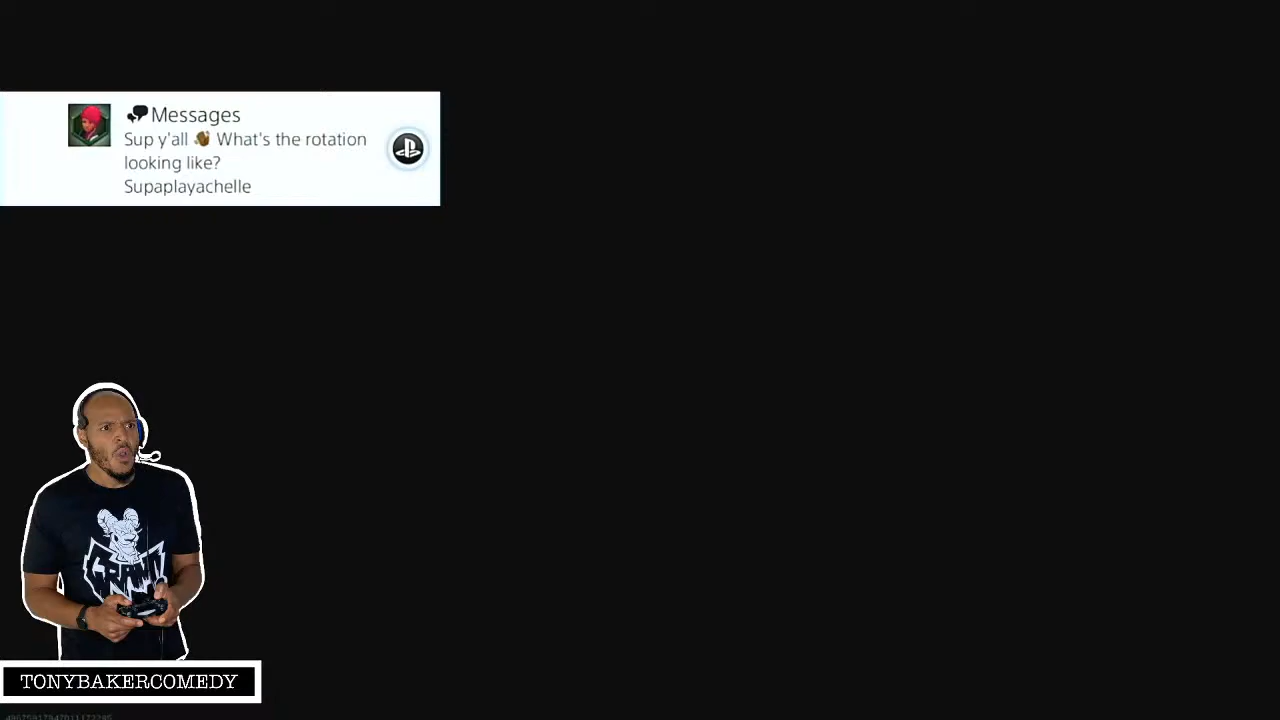 Messages
Sup y'all 👋🏾 What's the rotation
looking like?
Supaplayachelle
TONYBAKERCOMEDY